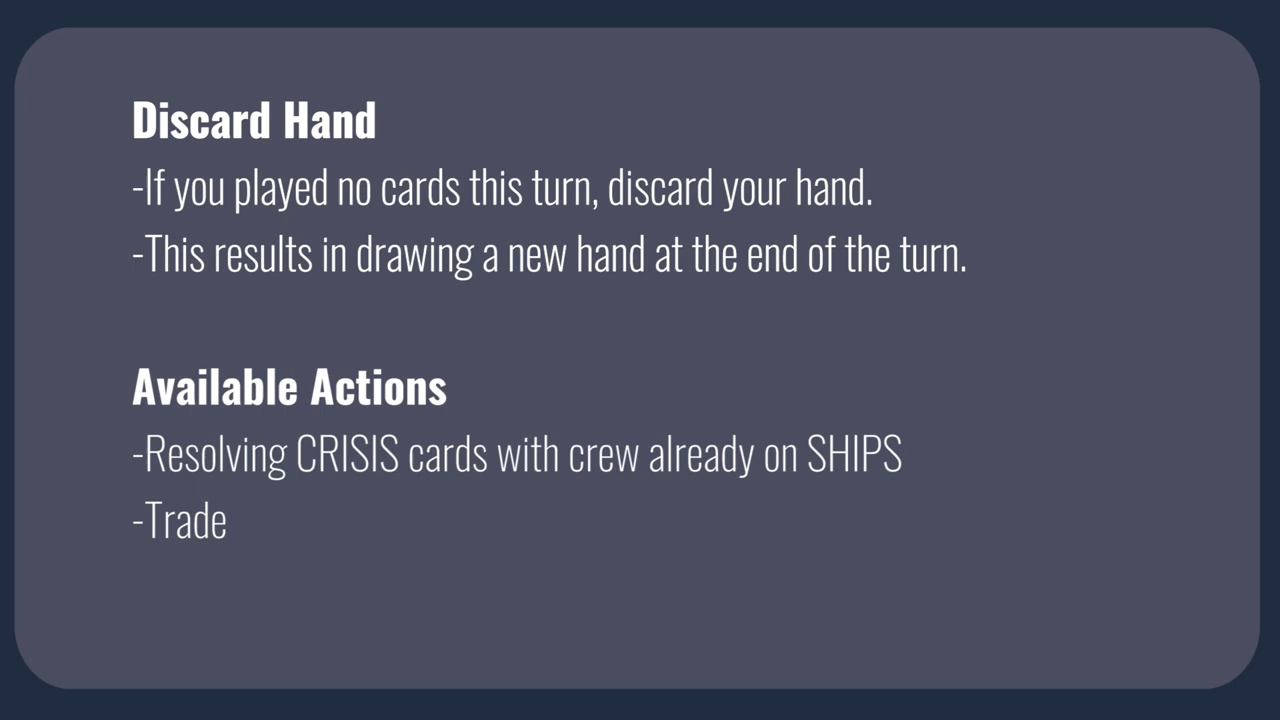 Discard Hand
-If you played no cards this turn, discard your hand.
-This results in drawing a new hand at the end of the turn.
Available Actions
-Resolving CRISIS cards with crew already on SHIPS
-Trade